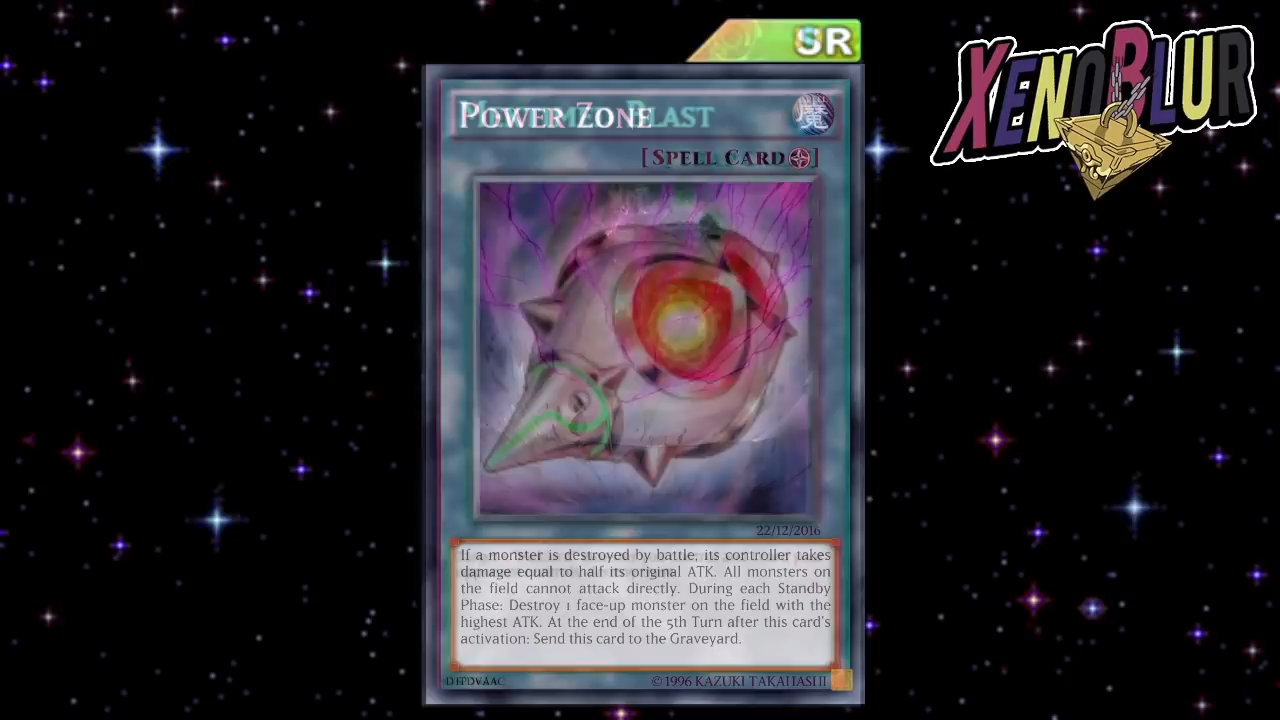 SR
XENOBLUR
POWER ZONE
BLAST
[SPELL CARD]
22/12/2016
If a monster is destroyed by battle, its controller takes
damage equal to half its original ATK. All monsters on
the field cannot attack directly. During each Standby
Phase: Destroy 1 face-up monster on the field with the
highest ATK. At the end of the 5th Turn after this card's
activation: Send this card to the Graveyard.
©1996 KAZUKI TAKAHASHI